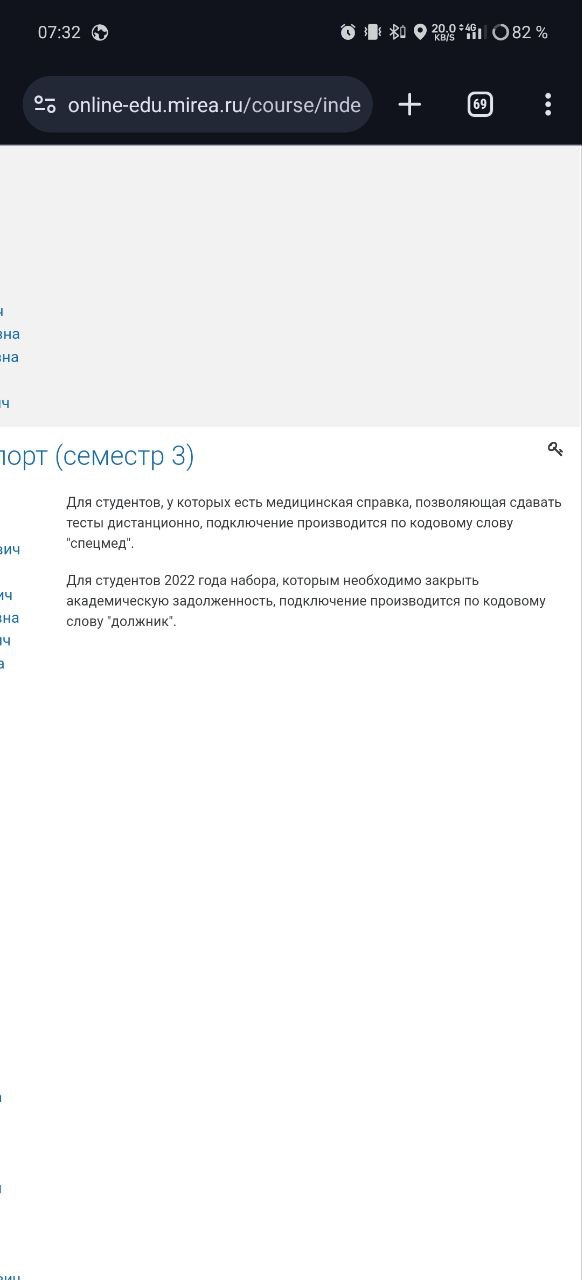 07:32
20.0
KB/S
4G
82 %
online-edu.mirea.ru/course/inde
69
ч
вна
вна
ич
порт (семестр 3)
Для студентов, у которых есть медицинская справка, позволяющая сдавать
тесты дистанционно, подключение производится по кодовому слову
"спецмед".
вич
Для студентов 2022 года набора, которым необходимо закрыть
ич
академическую задолженность, подключение производится по кодовому
вна
слову "должник".
ич
а
а
вич